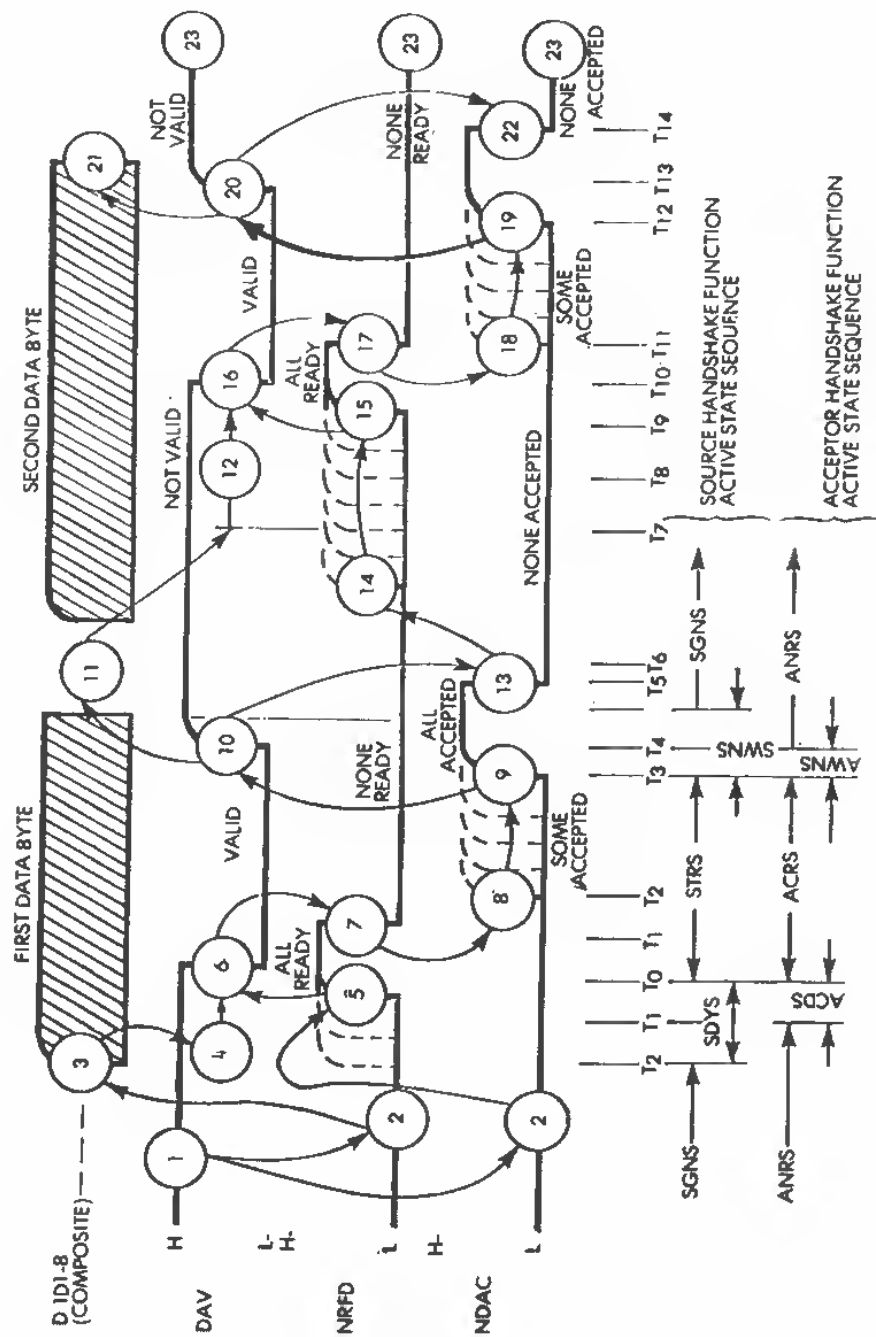 FIRST DATA BYTE
SECOND DATA BYTE
D 1D1-8
(COMPOSITE)
3
11
21
DAV
H
L-
1
4
6
VALID
10
NOT VALID
12
16
VALID
20
NOT
VALID
23
NRFD
H-
L
2
5
ALL
READY
7
NONE
READY
14
15
ALL
READY
17
NONE
READY
23
NDAC
H-
L
2
8
SOME
ACCEPTED
9
ALL
ACCEPTED
13
NONE ACCEPTED
18
SOME
ACCEPTED
19
22
NONE
ACCEPTED
23
T2 T1 T0 T1 T2 T3 T4 T5 T6 T7 T8 T9 T10 T11 T12 T13 T14
SGNS
SDYS
STRS
SWNS
SGNS
SOURCE HANDSHAKE FUNCTION
ACTIVE STATE SEQUENCE
ANRS
ACDS
ACRS
AWNS
ANRS
ACCEPTOR HANDSHAKE FUNCTION
ACTIVE STATE SEQUENCE